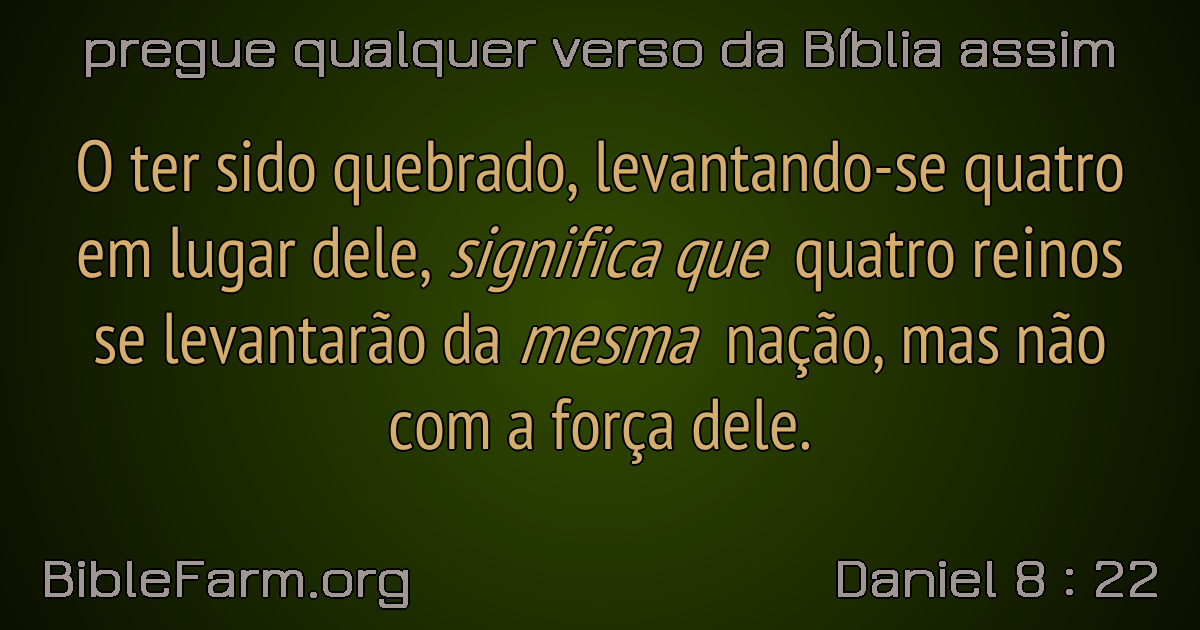 pregue qualquer verso da Bíblia assim
O ter sido quebrado, levantando-se quatro
em lugar dele, significa que quatro reinos
se levantarão da mesma nação, mas não
com a força dele.
BibleFarm.org
Daniel 8 : 22